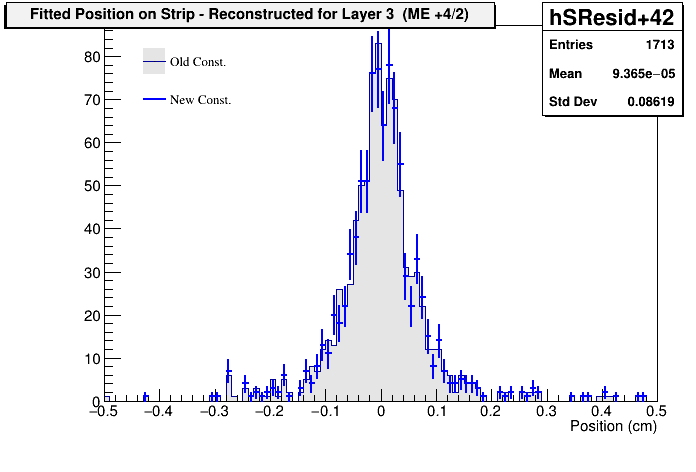 Fitted Position on Strip - Reconstructed for Layer 3 (ME +4/2)
hSResid+42
Entries 1713
Mean 9.365e−05
Std Dev 0.08619
Old Const.
New Const.
80
70
60
50
40
30
20
10
0
−0.5 −0.4 −0.3 −0.2 −0.1 0 0.1 0.2 0.3 0.4 0.5
Position (cm)